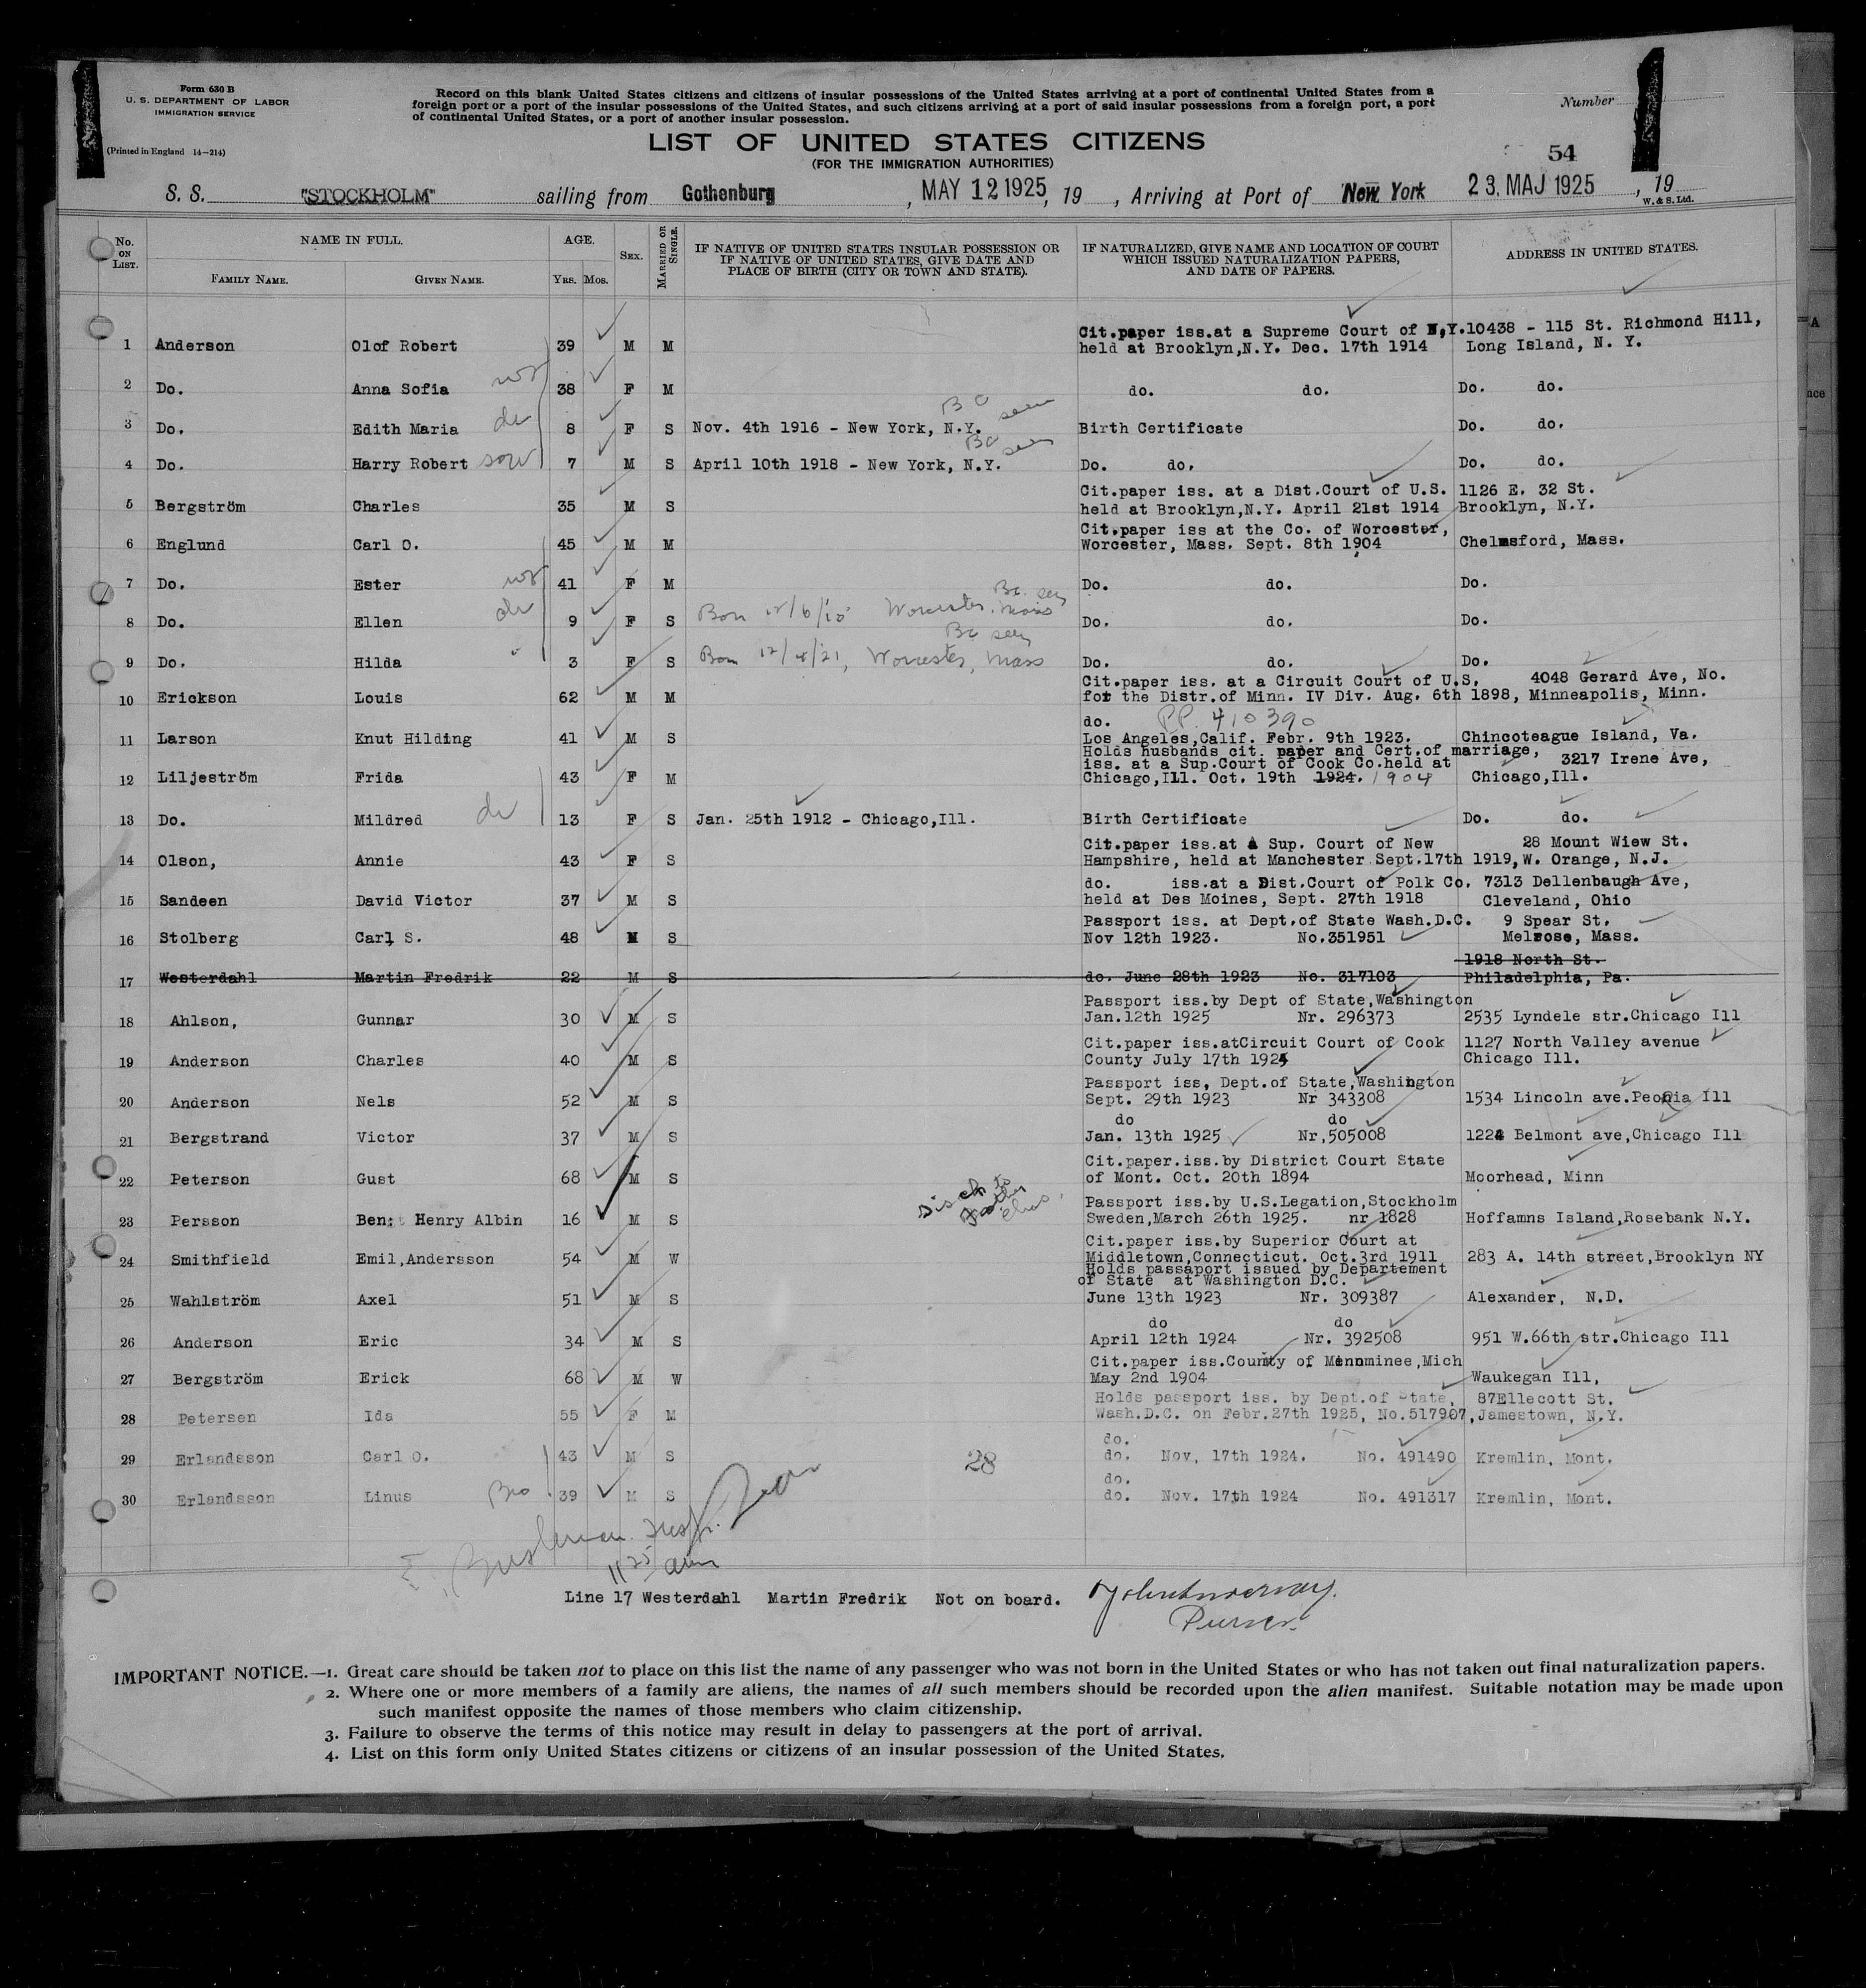 Form 630 B
U. S. DEPARTMENT OF LABOR
IMMIGRATION SERVICE
(Printed in England 14—214)
Record on this blank United States citizens and citizens of insular possessions of the United States arriving at a port of continental United States from a
foreign port or a port of the insular possessions of the United States, and such citizens arriving at a port of said insular possessions from a foreign port, a port
of continental United States, or a port of another insular possession.
Number
LIST OF UNITED STATES CITIZENS
(FOR THE IMMIGRATION AUTHORITIES)
54
S. S. "STOCKHOLM" sailing from Gothenburg, MAY 12 1925, 19 , Arriving at Port of New York 23. MAJ 1925, 19
W. & S. Ltd.
No. ON LIST. NAME IN FULL. AGE. SEX. MARRIED OR SINGLE. IF NATIVE OF UNITED STATES INSULAR POSSESSION OR IF NATIVE OF UNITED STATES, GIVE DATE AND PLACE OF BIRTH (CITY OR TOWN AND STATE). IF NATURALIZED, GIVE NAME AND LOCATION OF COURT WHICH ISSUED NATURALIZATION PAPERS, AND DATE OF PAPERS. ADDRESS IN UNITED STATES.
FAMILY NAME. GIVEN NAME. YRS. MOS.
Cit.paper iss.at a Supreme Court of N.Y. 10438 - 115 St. Richmond Hill,
1 Anderson Olof Robert 39 M M held at Brooklyn,N.Y. Dec. 17th 1914 Long Island, N. Y.
2 Do. Anna Sofia 38 F M do. do. Do. do.
BC seen
3 Do. Edith Maria 8 F S Nov. 4th 1916 - New York, N.Y. Birth Certificate Do. do.
BC seen
4 Do. Harry Robert son 7 M S April 10th 1918 - New York, N.Y. Do. do. Do. do.
Cit.paper iss. at a Dist.Court of U.S. 1126 E. 32 St.
5 Bergström Charles 35 M S held at Brooklyn,N.Y. April 21st 1914 Brooklyn, N.Y.
Cit.paper iss at the Co. of Worcester,
6 Englund Carl O. 45 M M Worcester, Mass. Sept. 8th 1904 Chelmsford, Mass.
7 Do. Ester 41 F M Do. do. Do.
BC seen
8 Do. Ellen 9 F S Born 12/6/15 Worcester, Mass Do. do. Do.
BC seen
9 Do. Hilda 3 F S Born 12/4/21, Worcester, Mass Do. do. Do.
Cit.paper iss. at a Circuit Court of U.S. 4048 Gerard Ave, No.
10 Erickson Louis 62 M M for the Distr.of Minn. IV Div. Aug. 6th 1898, Minneapolis, Minn.
do. PP. 410390
11 Larson Knut Hilding 41 M S Los Angeles,Calif. Febr. 9th 1923. Chincoteague Island, Va.
Holds husbands cit. paper and Cert.of marriage,
iss. at a Sup.Court of Cook Co.held at 3217 Irene Ave,
12 Liljeström Frida 43 F M Chicago,Ill. Oct. 19th 1924. 1904 Chicago,Ill.
13 Do. Mildred 13 F S Jan. 25th 1912 - Chicago,Ill. Birth Certificate Do. do.
Cit.paper iss.at A Sup. Court of New 28 Mount Wiew St.
14 Olson, Annie 43 F S Hampshire, held at Manchester Sept.17th 1919, W. Orange, N.J.
do. iss.at a Dist.Court of Polk Co. 7313 Dellenbaugh Ave,
15 Sandeen David Victor 37 M S held at Des Moines, Sept. 27th 1918 Cleveland, Ohio
Passport iss. at Dept.of State Wash.D.C. 9 Spear St.
16 Stolberg Carl S. 48 M S Nov 12th 1923. No.351951 Melrose, Mass.
1918 North St.
17 Westerdahl Martin Fredrik 22 M S do. June 28th 1923 No. 317103 Philadelphia, Pa.
Passport iss.by Dept of State,Washington
18 Ahlson, Gunnar 30 M S Jan.12th 1925 Nr. 296373 2535 Lyndele str.Chicago Ill
Cit.paper iss.atCircuit Court of Cook 1127 North Valley avenue
19 Anderson Charles 40 M S County July 17th 1924 Chicago Ill.
Passport iss, Dept.of State,Washington
20 Anderson Nels 52 M S Sept. 29th 1923 Nr 343308 1534 Lincoln ave.Peoria Ill
do do
21 Bergstrand Victor 37 M S Jan. 13th 1925 Nr,505008 1224 Belmont ave,Chicago Ill
Cit.paper.iss.by District Court State
22 Peterson Gust 68 M S of Mont. Oct. 20th 1894 Moorhead, Minn
Passport iss.by U.S.Legation,Stockholm
23 Persson Bengt Henry Albin 16 M S Sweden,March 26th 1925. nr 1828 Hoffamns Island,Rosebank N.Y.
Cit.paper iss.by Superior Court at
24 Smithfield Emil,Andersson 54 M W Middletown,Connecticut. Oct.3rd 1911 283 A. 14th street,Brooklyn NY
Holds passaport issued by Departement
of State at Washington D.C.
25 Wahlström Axel 51 M S June 13th 1923 Nr. 309387 Alexander, N.D.
do do
26 Anderson Eric 34 M S April 12th 1924 Nr. 392508 951 W.66th str.Chicago Ill
Cit.paper iss.County of Menominee,Mich
27 Bergström Erick 68 M W May 2nd 1904 Waukegan Ill,
Holds passport iss. by Dept.of State, 87Ellecott St.
28 Petersen Ida 55 F M Wash.D.C. on Febr.27th 1925, No.517907, Jamestown, N.Y.
do.
29 Erlandsson Carl O. 43 M S 28 do. Nov, 17th 1924. No. 491490 Kremlin, Mont.
do.
30 Erlandsson Linus Bro 39 M S do. Nov. 17th 1924 No. 491317 Kremlin, Mont.
Insp.
11 25 am
Line 17 Westerdahl Martin Fredrik Not on board.
Purser.
IMPORTANT NOTICE.—1. Great care should be taken not to place on this list the name of any passenger who was not born in the United States or who has not taken out final naturalization papers.
2. Where one or more members of a family are aliens, the names of all such members should be recorded upon the alien manifest. Suitable notation may be made upon
such manifest opposite the names of those members who claim citizenship.
3. Failure to observe the terms of this notice may result in delay to passengers at the port of arrival.
4. List on this form only United States citizens or citizens of an insular possession of the United States.